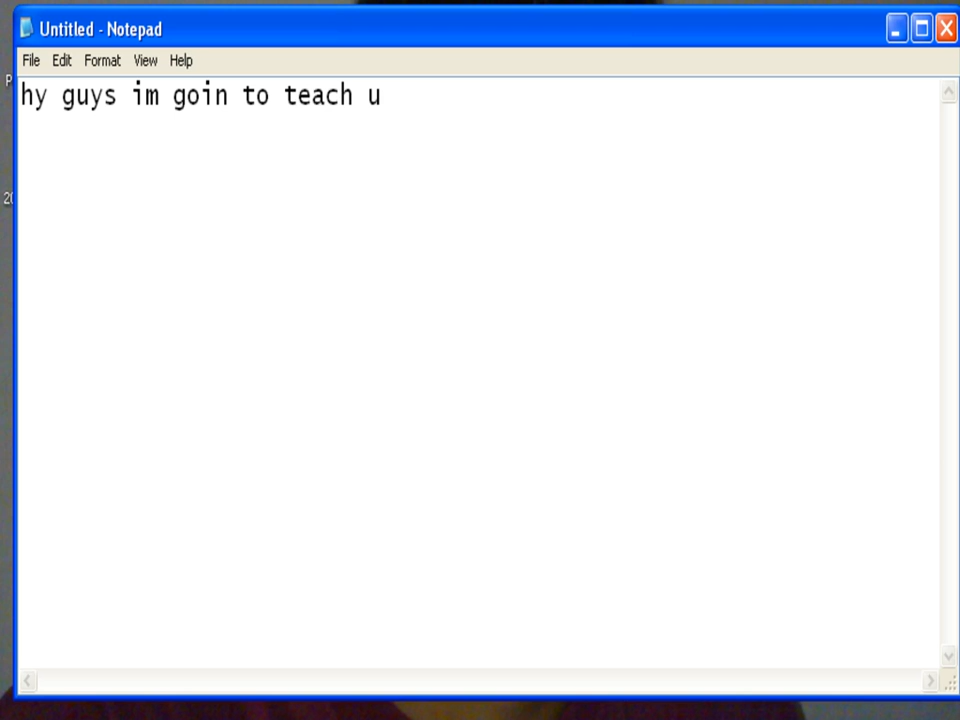 Untitled - Notepad
File Edit Format View Help
hy guys im goin to teach u